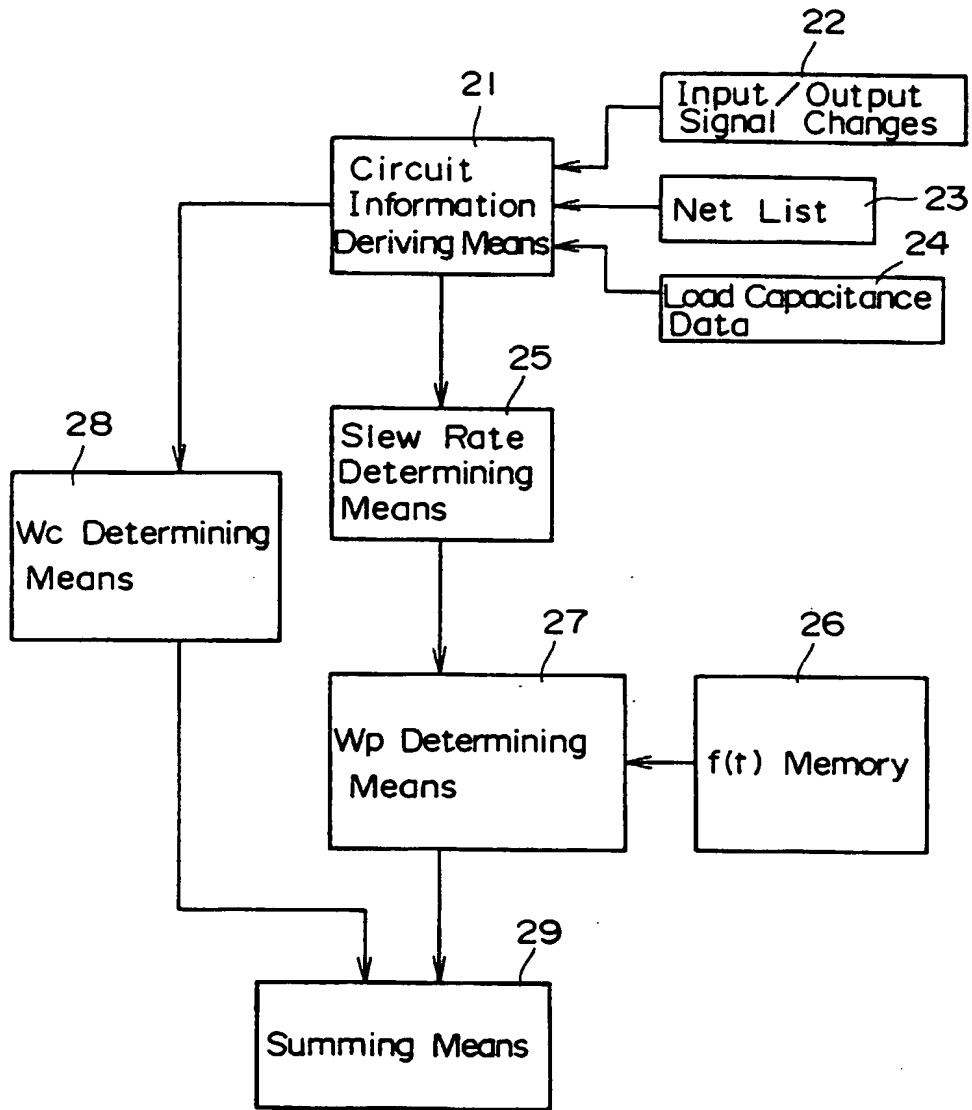 22
Input / Output
Signal Changes
21
Circuit
Information
Deriving Means
Net List
23
24
Load Capacitance
Data
25
Slew Rate
Determining
Means
28
Wc Determining
Means
27
Wp Determining
Means
26
f(t) Memory
29
Summing Means